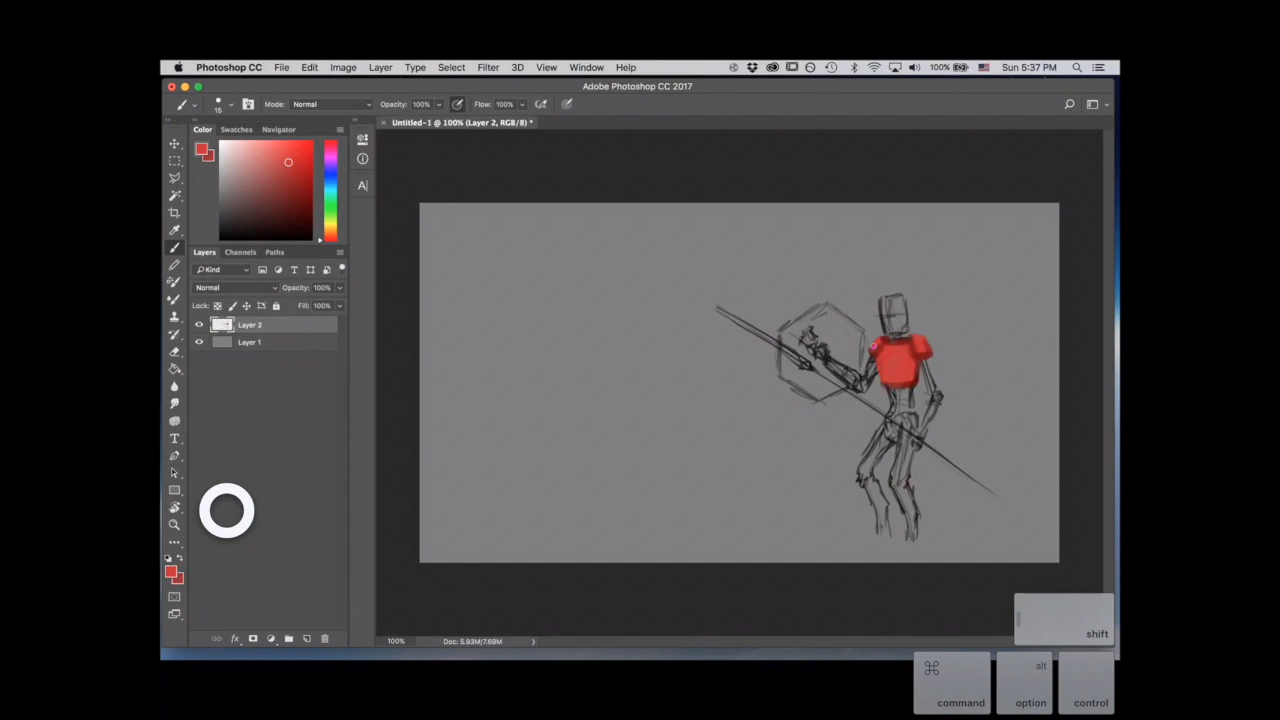 Photoshop CC File Edit Image Layer Type Select Filter 3D View Window Help 100% Sun 5:37 PM
Adobe Photoshop CC 2017
15 Mode: Normal Opacity: 100% Flow: 100%
Untitled-1 @ 100% (Layer 2, RGB/8) *
Color Swatches Navigator
A|
Layers Channels Paths
Kind
Normal Opacity: 100%
Lock: Fill: 100%
Layer 2
Layer 1
fx
100% Doc: 5.93M/7.69M
shift
⌘ alt
command option control